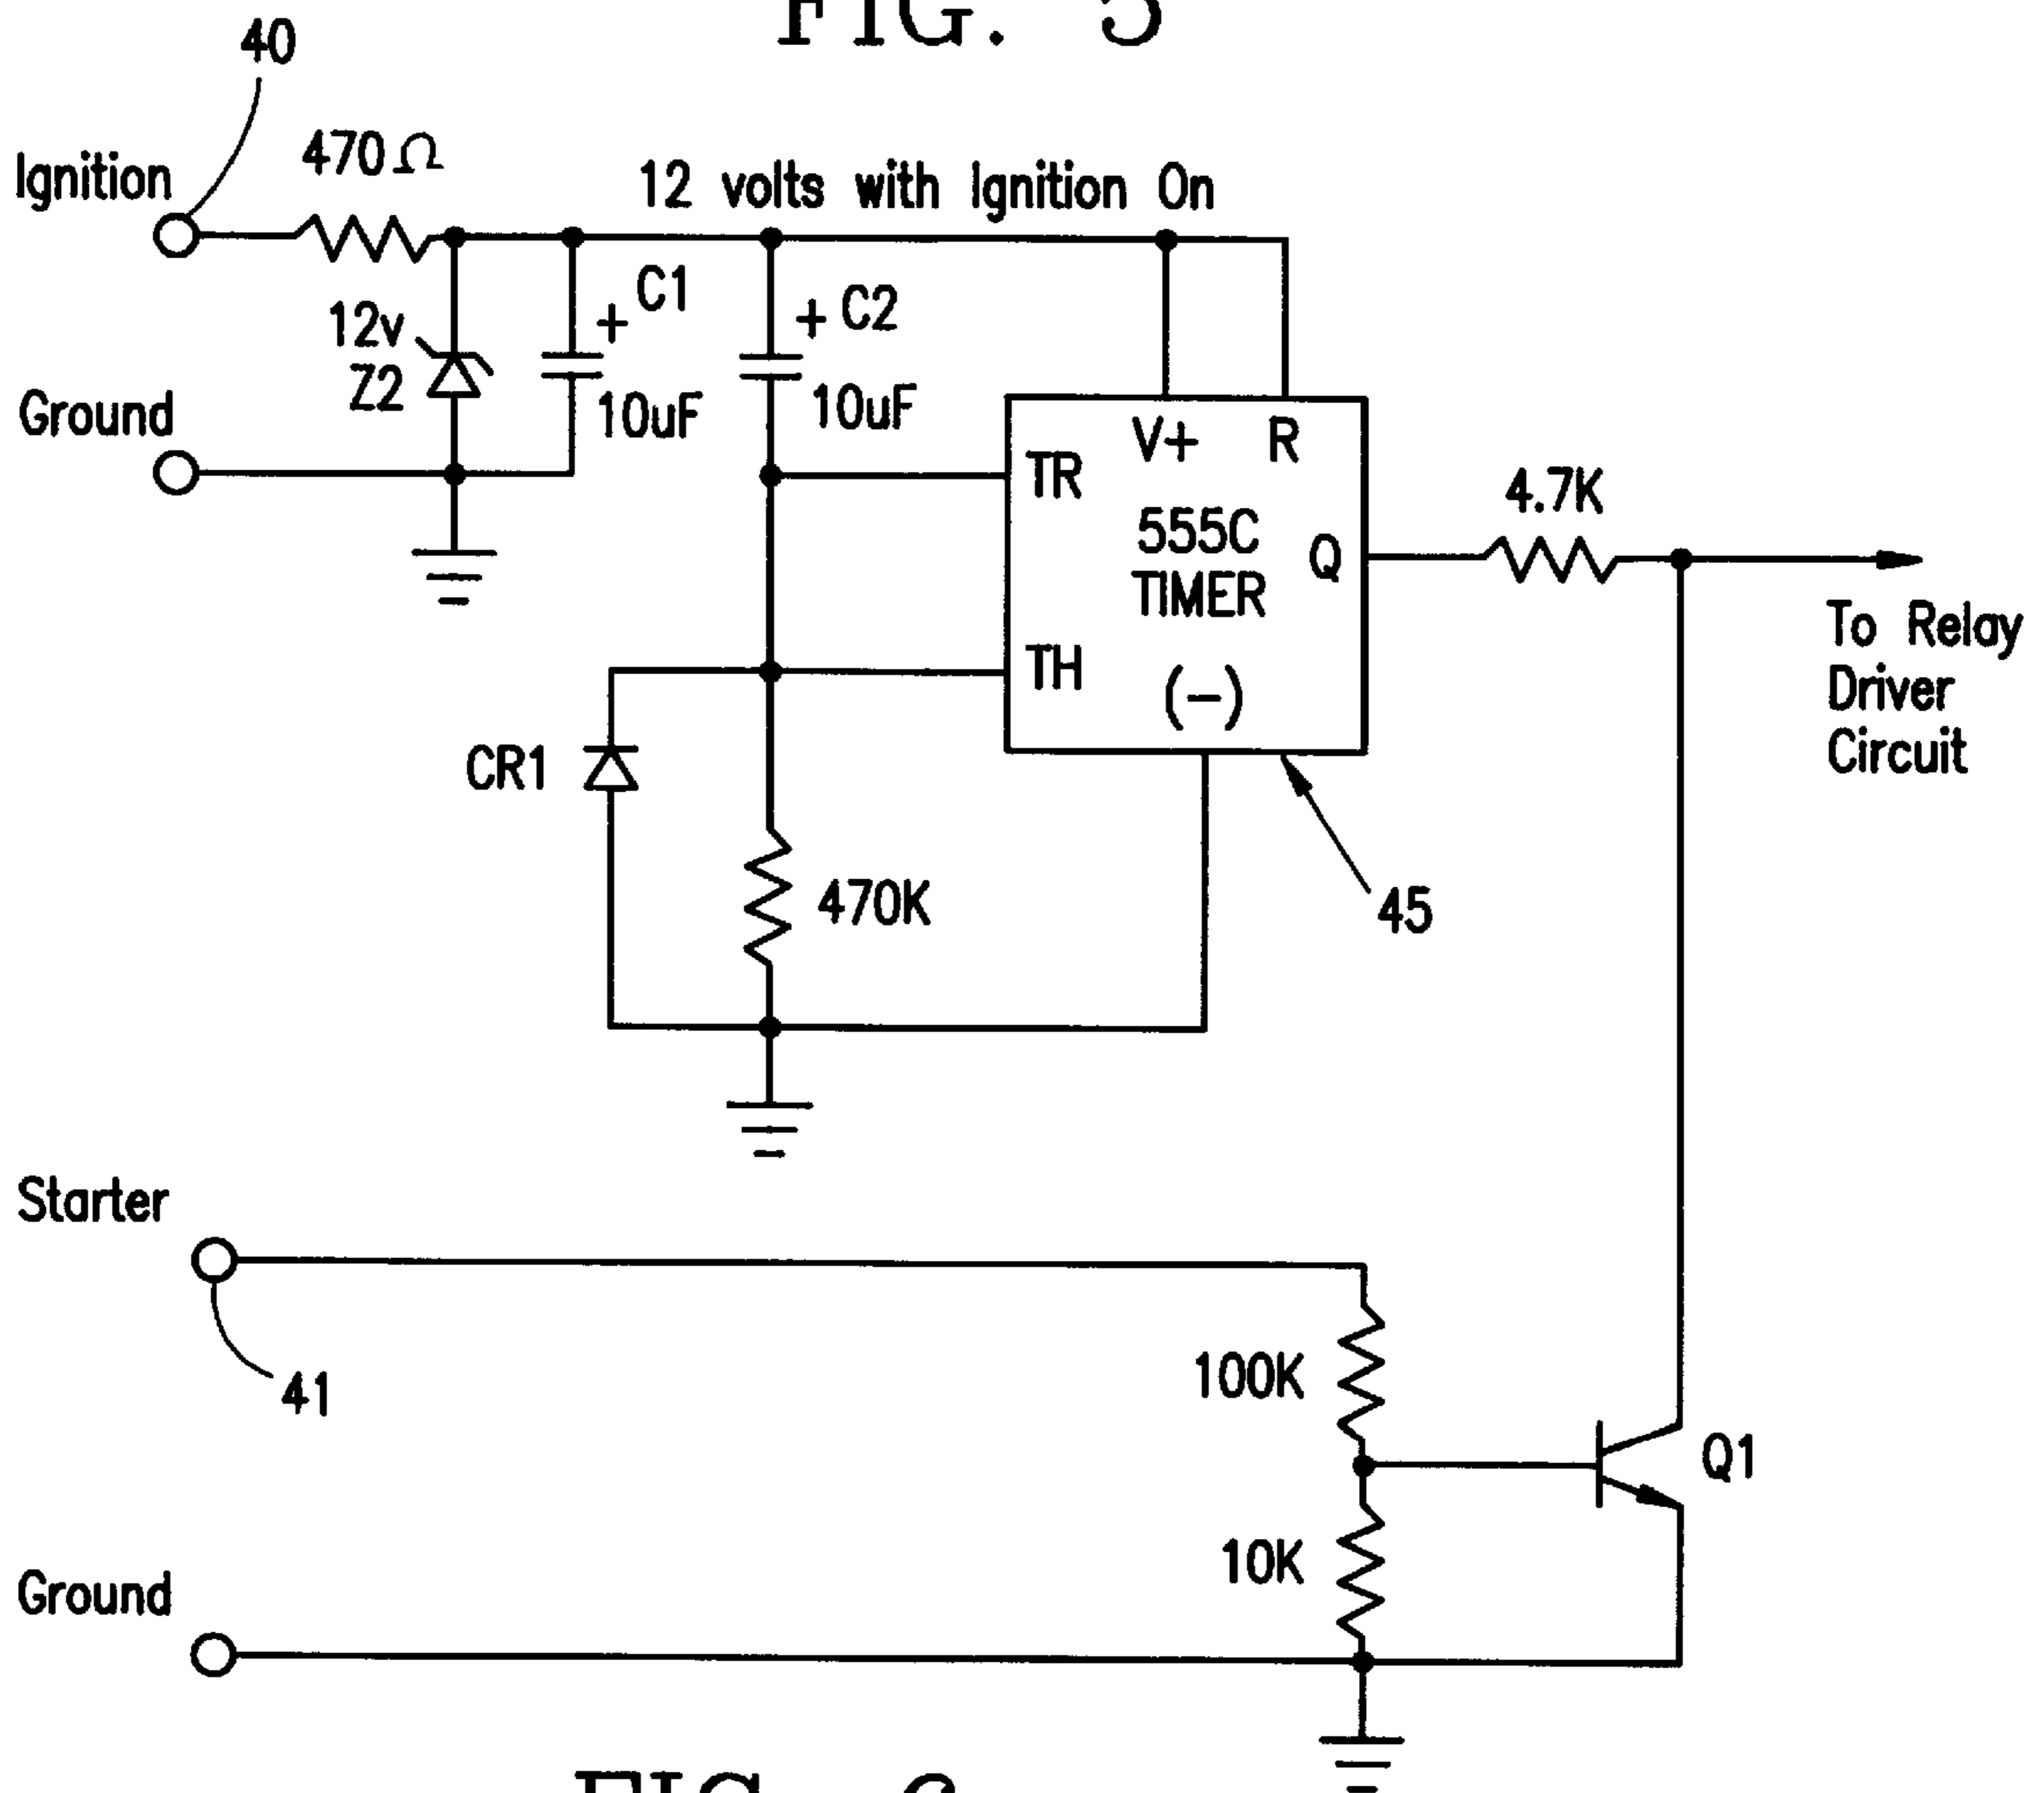 FIG. 5
40
Ignition
470Ω
12 volts with Ignition On
12v
Z2
+ C1
10uF
+ C2
10uF
Ground
V+
R
TR
555C
TIMER
Q
TH
(-)
4.7K
To Relay
Driver
Circuit
CR1
470K
45
Starter
41
100K
Q1
10K
Ground
FIG. 6